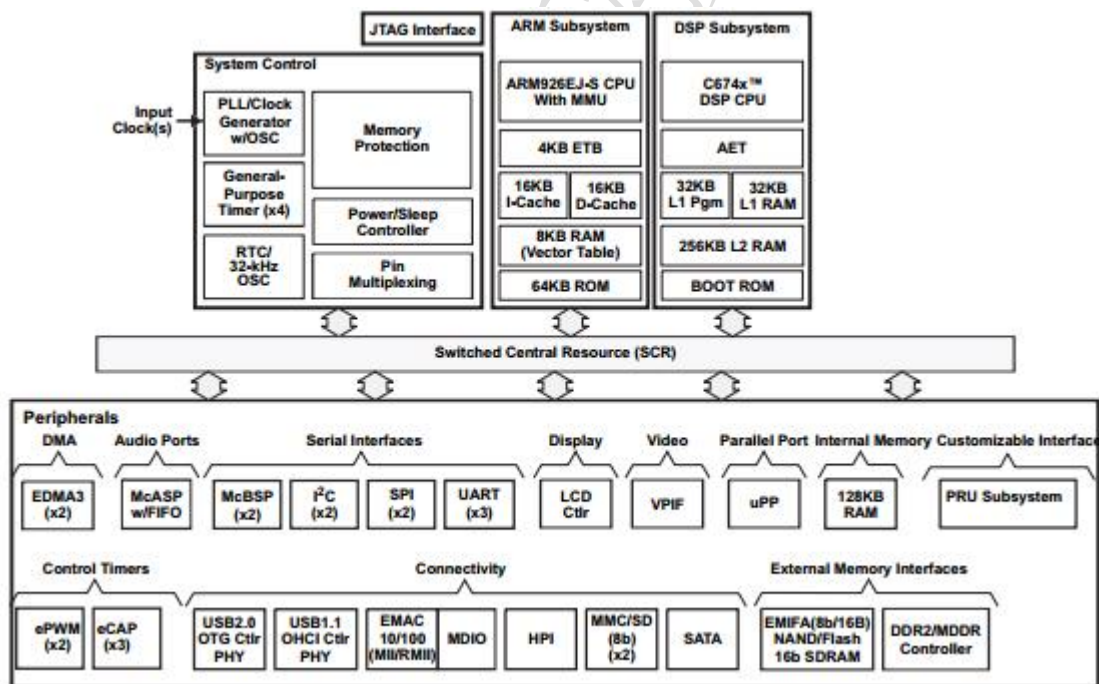 JTAG Interface
ARM Subsystem
DSP Subsystem
System Control
Input
Clock(s)
PLL/Clock
Generator
w/OSC
General-
Purpose
Timer (x4)
RTC/
32-kHz
OSC
Memory
Protection
Power/Sleep
Controller
Pin
Multiplexing
ARM926EJ-S CPU
With MMU
4KB ETB
16KB
I-Cache
16KB
D-Cache
8KB RAM
(Vector Table)
64KB ROM
C674x™
DSP CPU
AET
32KB
L1 Pgm
32KB
L1 RAM
256KB L2 RAM
BOOT ROM
Switched Central Resource (SCR)
Peripherals
DMA
Audio Ports
Serial Interfaces
Display
Video
Parallel Port
Internal Memory
Customizable Interface
EDMA3
(x2)
McASP
w/FIFO
McBSP
(x2)
I²C
(x2)
SPI
(x2)
UART
(x3)
LCD
Ctlr
VPIF
uPP
128KB
RAM
PRU Subsystem
Control Timers
Connectivity
External Memory Interfaces
ePWM
(x2)
eCAP
(x3)
USB2.0
OTG Ctlr
PHY
USB1.1
OHCI Ctlr
PHY
EMAC
10/100
(MII/RMII)
MDIO
HPI
MMC/SD
(8b)
(x2)
SATA
EMIFA(8b/16B)
NAND/Flash
16b SDRAM
DDR2/MDDR
Controller